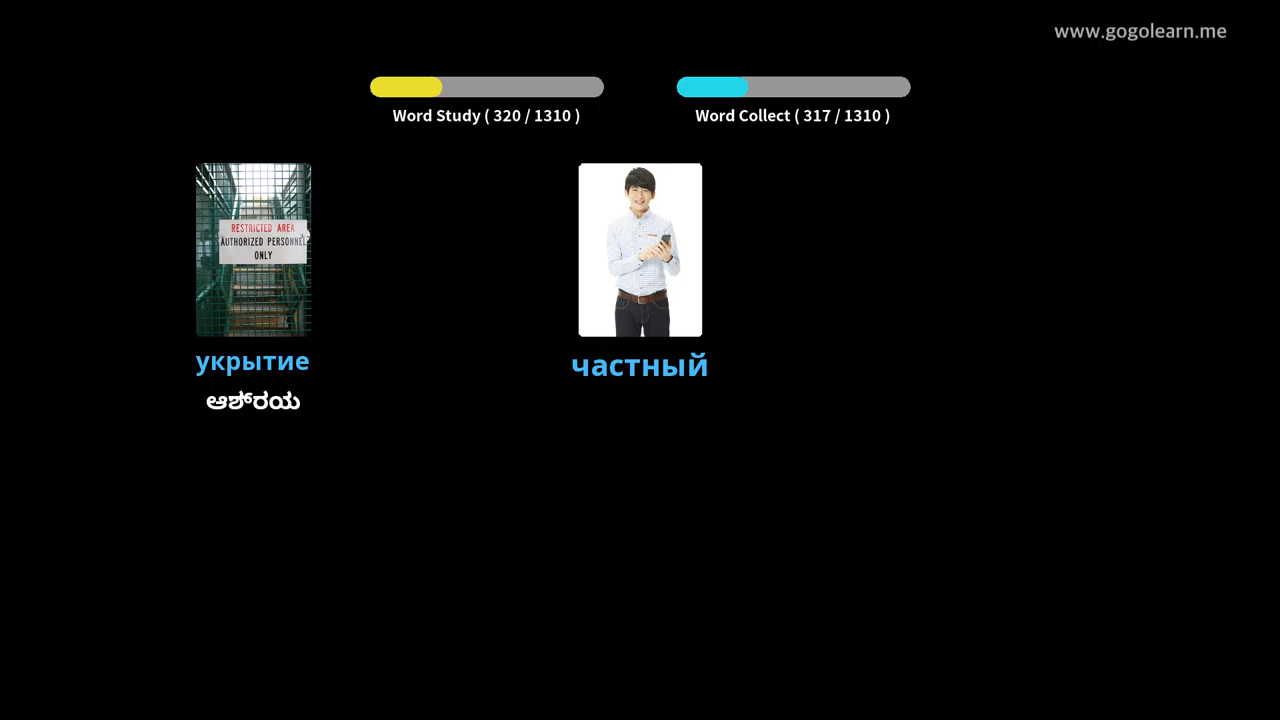 www.gogolearn.me
Word Study ( 320 / 1310 )
Word Collect ( 317 / 1310 )
RESTRICTED AREA
AUTHORIZED PERSONNEL
ONLY
укрытие
частный
ಆಶ್ರಯ